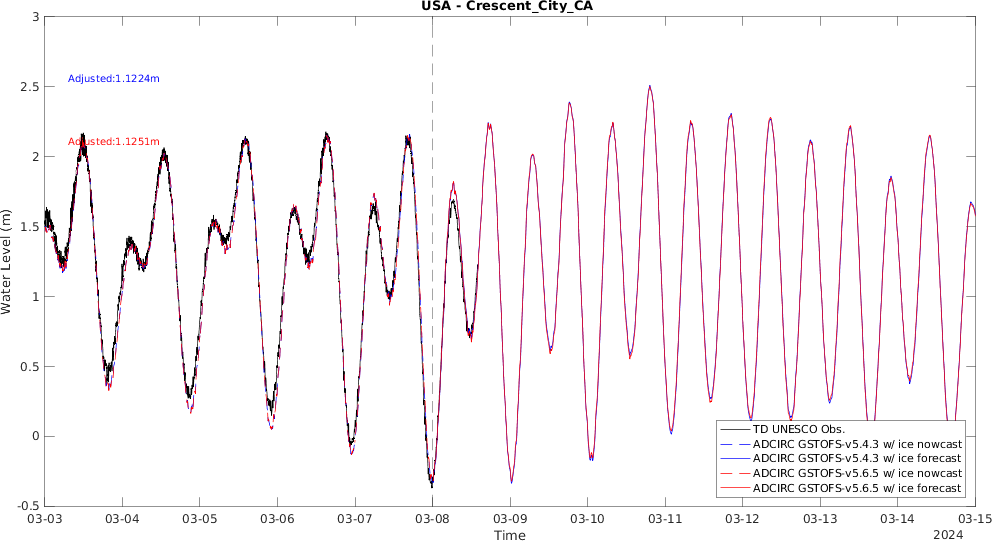 USA - Crescent_City_CA
3
2.5
2
1.5
1
0.5
0
-0.5
Water Level (m)
Adjusted:1.1224m
Adjusted:1.1251m
TD UNESCO Obs.
ADCIRC GSTOFS-v5.4.3 w/ ice nowcast
ADCIRC GSTOFS-v5.4.3 w/ ice forecast
ADCIRC GSTOFS-v5.6.5 w/ ice nowcast
ADCIRC GSTOFS-v5.6.5 w/ ice forecast
03-03 03-04 03-05 03-06 03-07 03-08 03-09 03-10 03-11 03-12 03-13 03-14 03-15
Time
2024